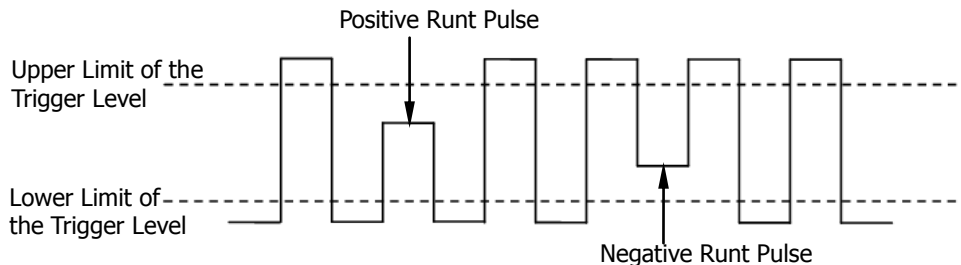 Positive Runt Pulse
Upper Limit of the
Trigger Level
Lower Limit of
the Trigger Level
Negative Runt Pulse